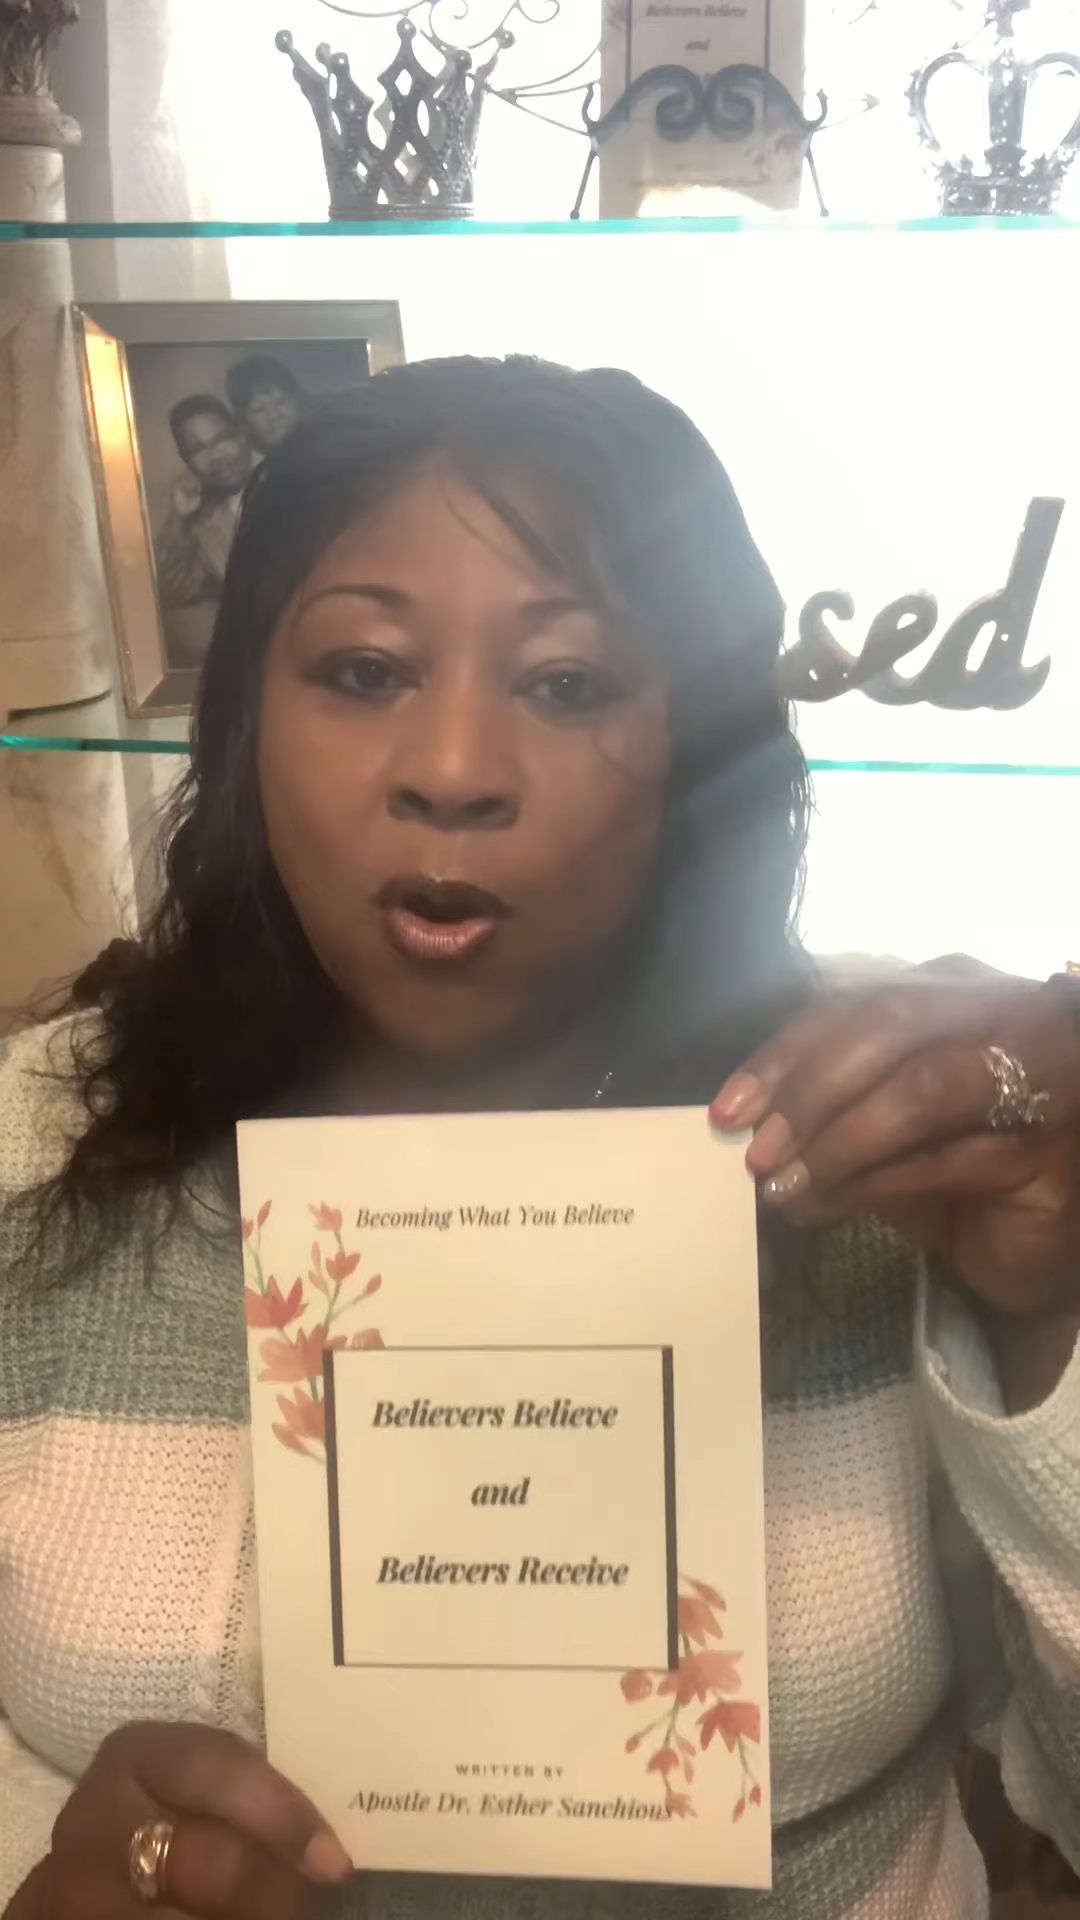 Believers Believe
and
sed
Becoming What You Believe
Believers Believe
and
Believers Receive
WRITTEN BY
Apostle Dr. Esther Sanchious